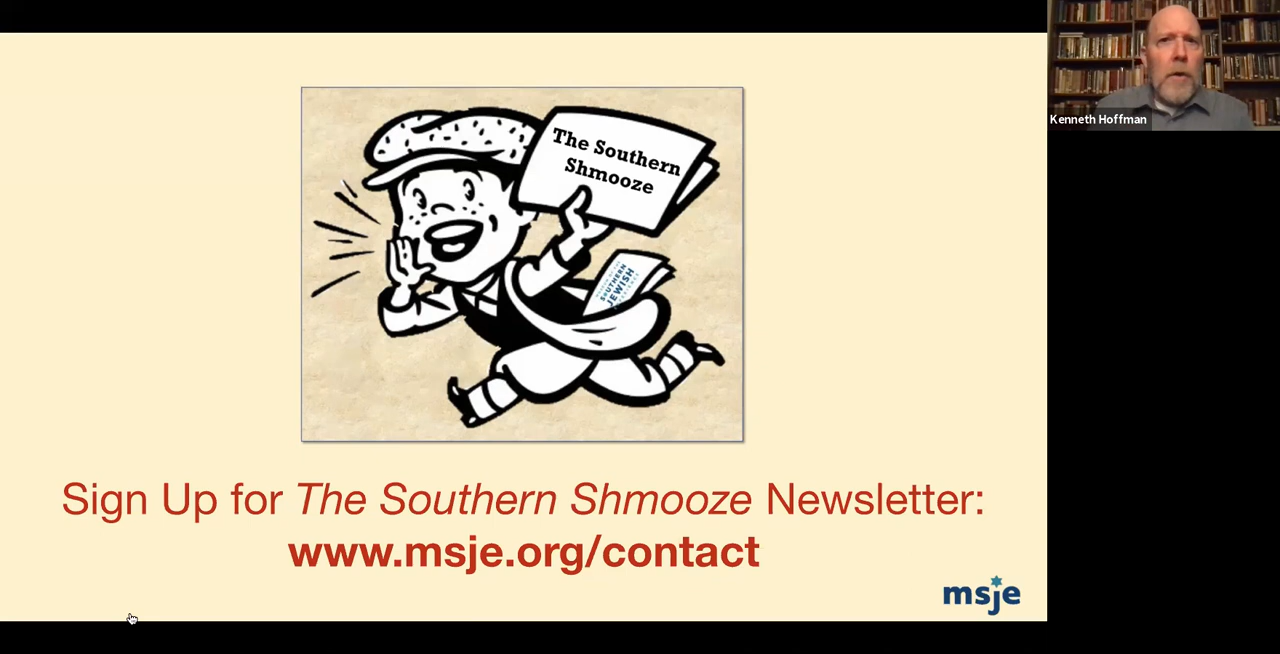 The Southern
Shmooze
SOUTHERN
JEWISH
Sign Up for The Southern Shmooze Newsletter:
www.msje.org/contact
msje
Kenneth Hoffman